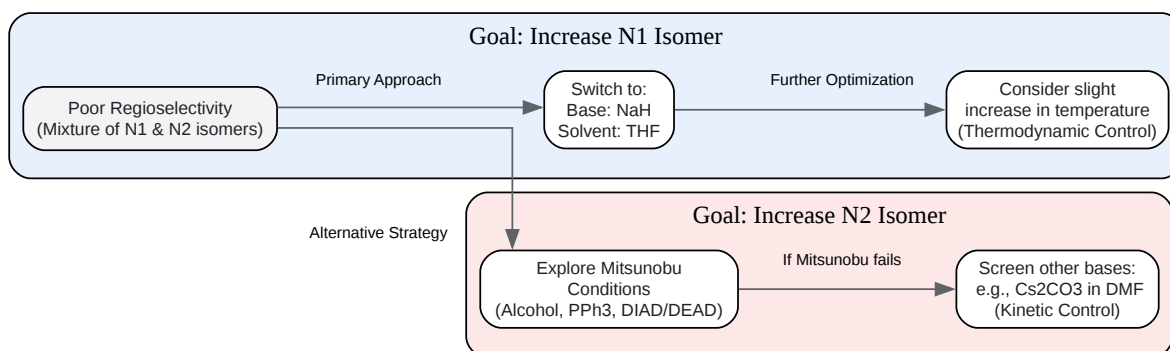 Goal: Increase N1 Isomer
Primary Approach
Further Optimization
Poor Regioselectivity
(Mixture of N1 & N2 isomers)
Switch to:
Base: NaH
Solvent: THF
Consider slight
increase in temperature
(Thermodynamic Control)
Goal: Increase N2 Isomer
Alternative Strategy
If Mitsunobu fails
Explore Mitsunobu
Conditions
(Alcohol, PPh3, DIAD/DEAD)
Screen other bases:
e.g., Cs2CO3 in DMF
(Kinetic Control)